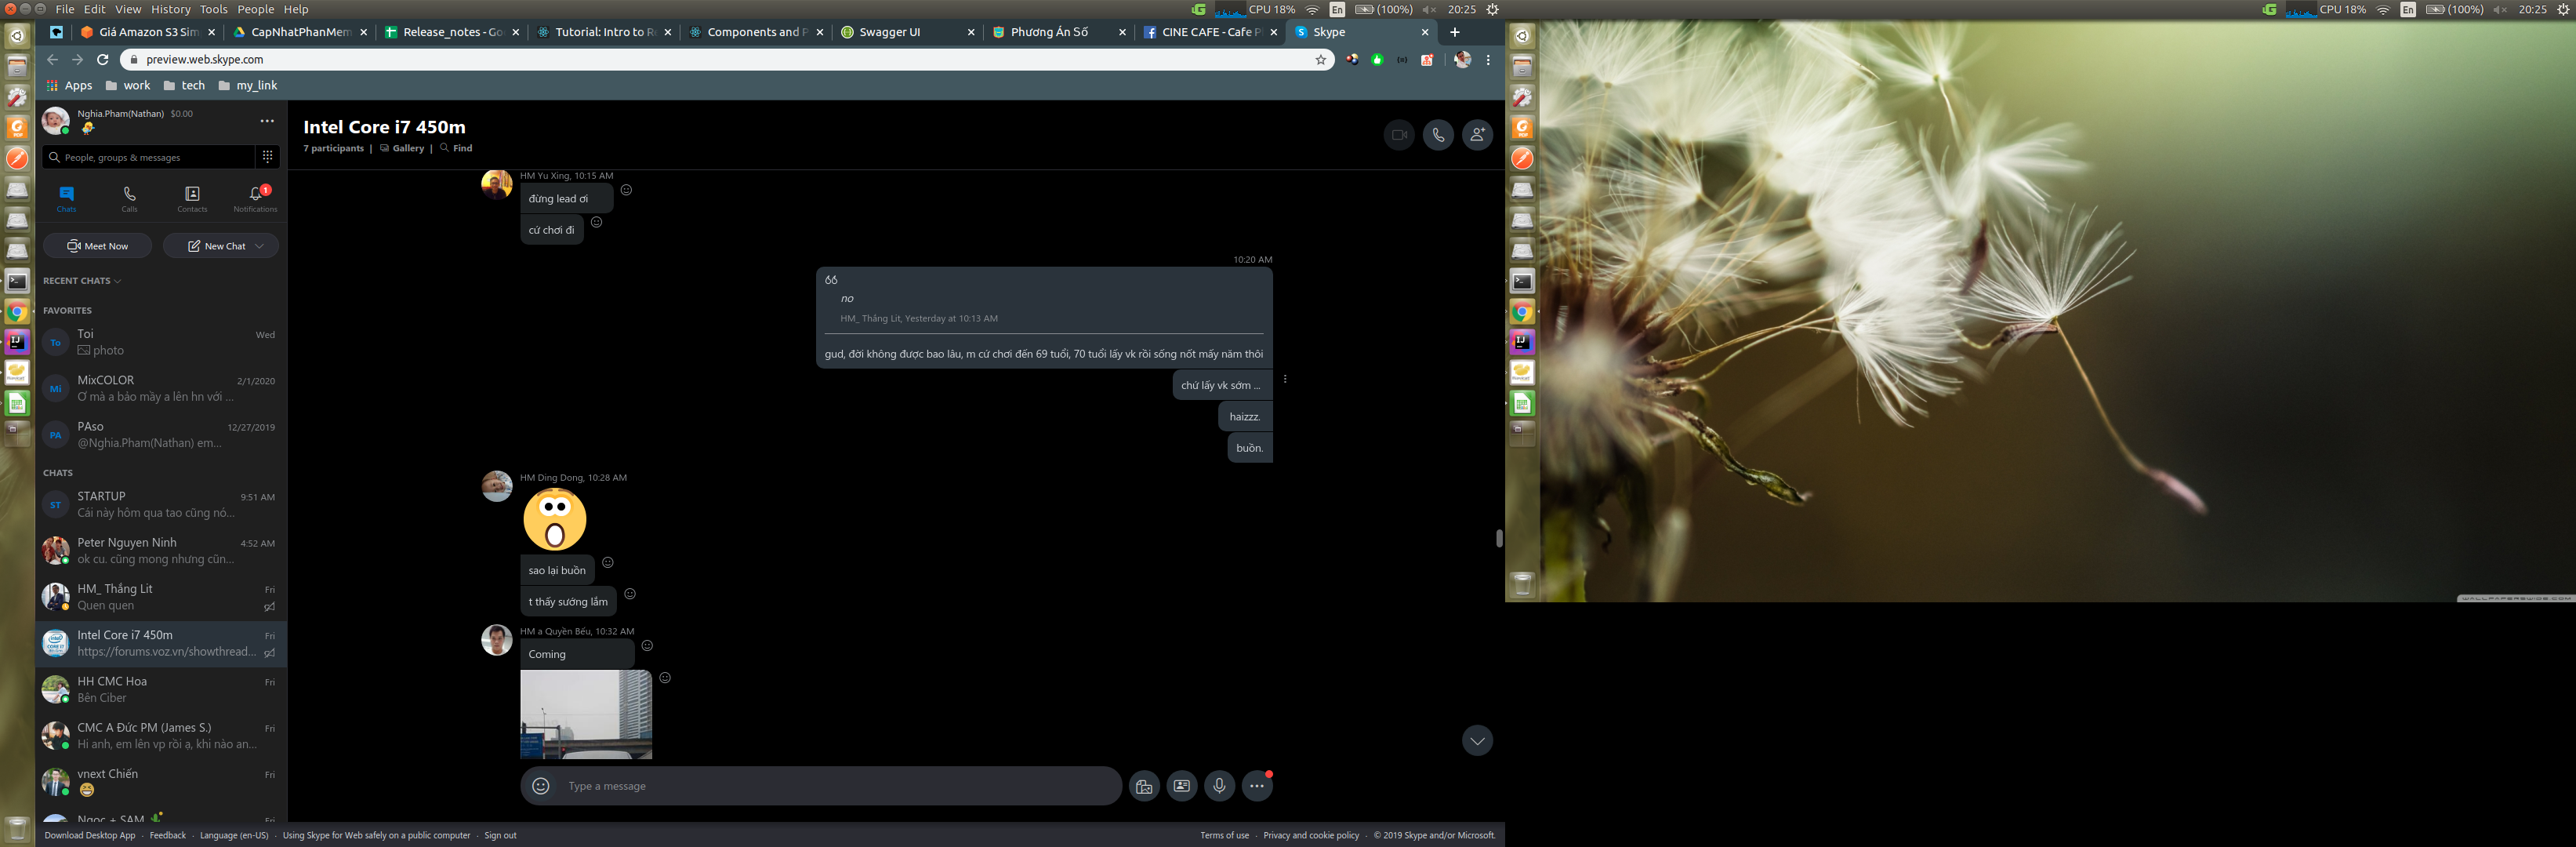 File Edit View History Tools People Help
CPU 18% En (100%) 20:25
CPU 18% En (100%) 20:25
Giá Amazon S3 Sim
CapNhatPhanMem
Release_notes - Go
Tutorial: Intro to Re
Components and P
Swagger UI
Phương Án Số
CINE CAFE - Cafe P
Skype
preview.web.skype.com
Apps work tech my_link
Nghia.Pham(Nathan) $0.00
People, groups & messages
Chats Calls Contacts Notifications
1
Meet Now New Chat
RECENT CHATS
FAVORITES
To
Toi Wed
photo
Mi
MixCOLOR 2/1/2020
Ơ mà a bảo mày a lên hn với ...
PA
PAso 12/27/2019
@Nghia.Pham(Nathan) em...
CHATS
ST
STARTUP 9:51 AM
Cái này hôm qua tao cũng nó...
Peter Nguyen Ninh 4:52 AM
ok cu. cũng mong nhưng cũn...
HM_ Thắng Lit Fri
Quen quen
Intel Core i7 450m Fri
https://forums.voz.vn/showthread...
HH CMC Hoa Fri
Bên Ciber
CMC A Đức PM (James S.) Fri
Hi anh, em lên vp rồi ạ, khi nào an...
vnext Chiến Fri
Ngoc + SAM Fri
Intel Core i7 450m
7 participants | Gallery | Find
HM Yu Xing, 10:15 AM
đừng lead ơi
cứ chơi đi
10:20 AM
no
HM_ Thắng Lit, Yesterday at 10:13 AM
gud, đời không được bao lâu, m cứ chơi đến 69 tuổi, 70 tuổi lấy vk rồi sống nốt mấy năm thôi
chứ lấy vk sớm ...
haizzz.
buồn.
HM Ding Dong, 10:28 AM
sao lại buồn
t thấy sướng lắm
HM a Quyền Bếu, 10:32 AM
Coming
Type a message
Download Desktop App · Feedback · Language (en-US) · Using Skype for Web safely on a public computer · Sign out
Terms of use · Privacy and cookie policy · © 2019 Skype and/or Microsoft.
WALLPAPERSWIDE.COM